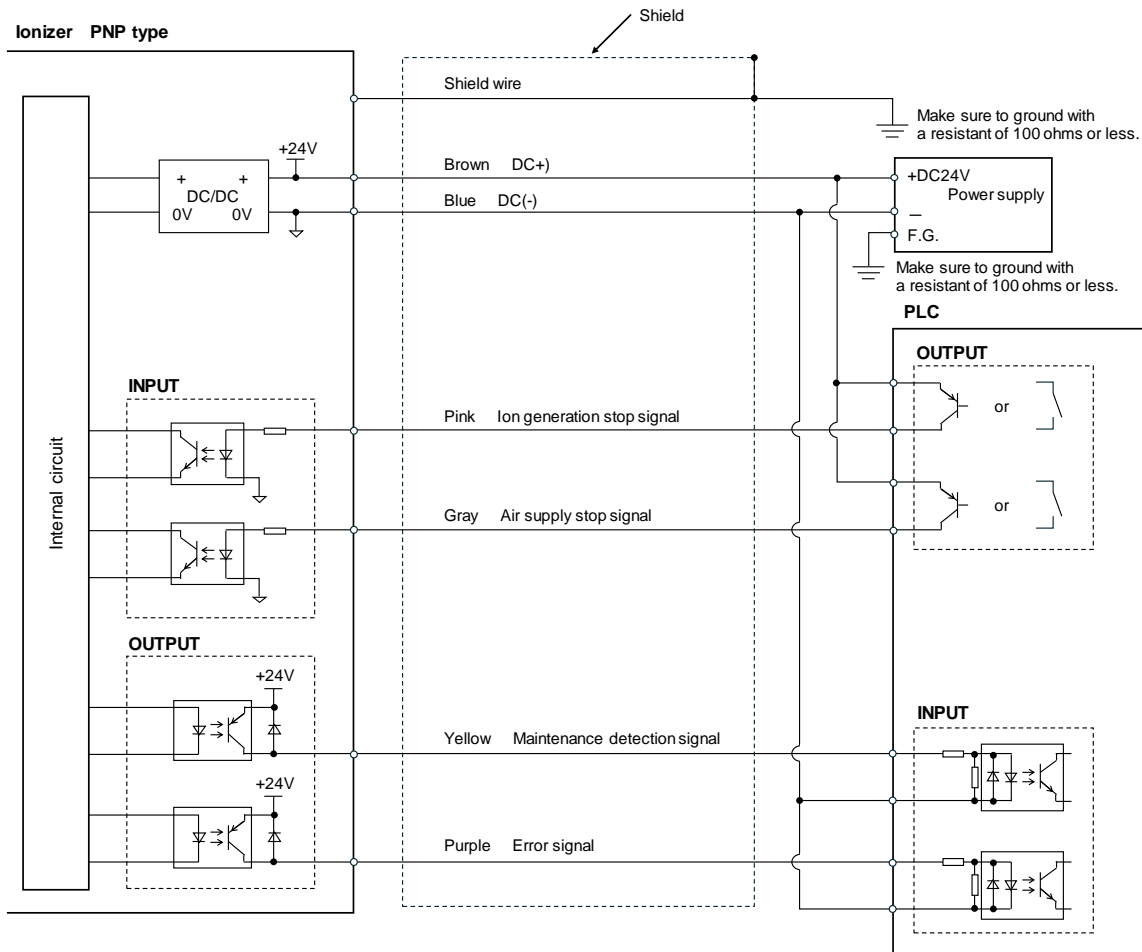 Shield
Ionizer PNP type
Shield wire
Make sure to ground with
a resistant of 100 ohms or less.
+24V
Brown DC+)
+DC24V
Power supply
+ +
DC/DC
0V 0V
Blue DC(-)
−
F.G.
Make sure to ground with
a resistant of 100 ohms or less.
PLC
OUTPUT
INPUT
Pink Ion generation stop signal
or
Internal circuit
Gray Air supply stop signal
or
OUTPUT
+24V
INPUT
Yellow Maintenance detection signal
+24V
Purple Error signal